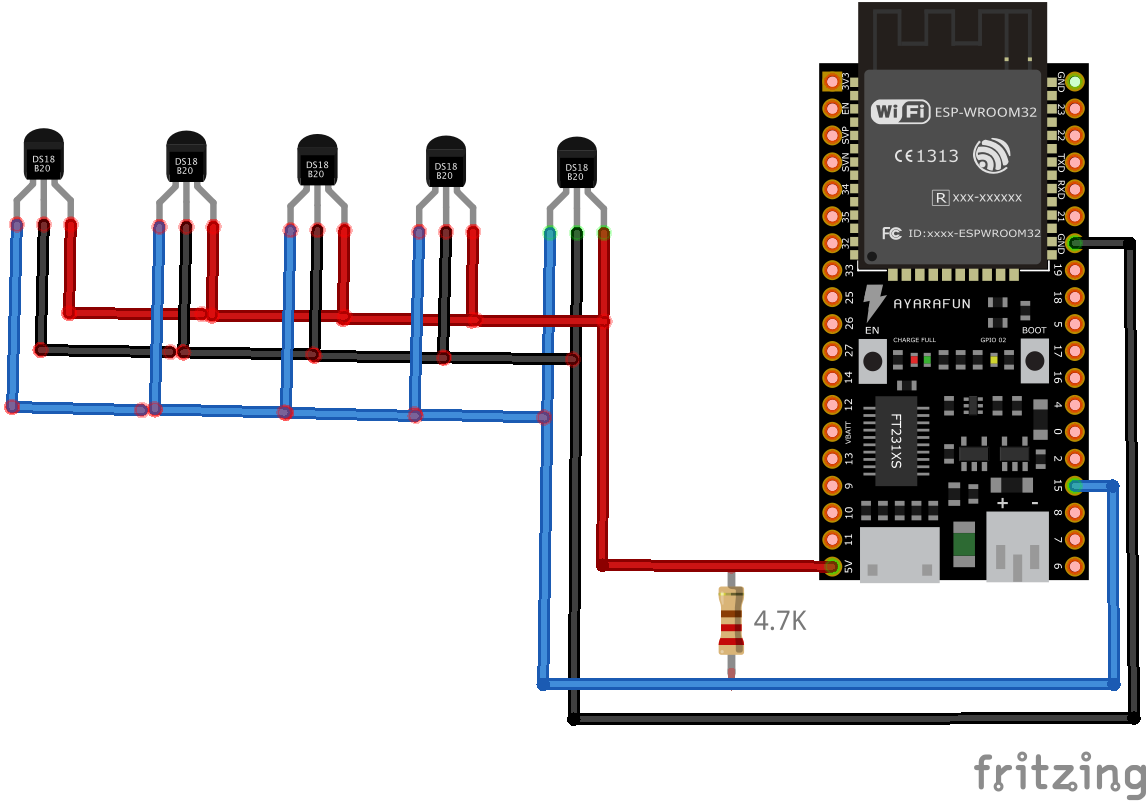 DS18
B20
DS18
B20
DS18
B20
DS18
B20
DS18
B20
WiFi ESP-WROOM32
CE1313
R xxx-xxxxxx
FC ID:xxxx-ESPWROOM32
AYARAFUN
EN
BOOT
CHARGE FULL
GPIO 02
FT231XS
+ -
3V3
EN
SVP
SVN
34
35
32
33
25
26
27
14
12
VBATT
13
9
10
11
5V
GND
23
22
TXD
RXD
21
GND
19
18
5
17
16
4
0
2
15
8
7
6
4.7K
fritzing